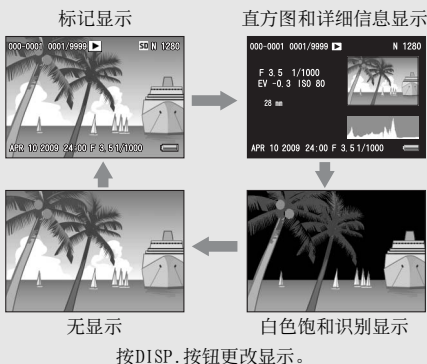 标记显示
直方图和详细信息显示
000-0001 0001/9999
N 1280
APR 10 2009 24:00 F 3.5 1/1000
000-0001 0001/9999
N 1280
F 3.5 1/1000
EV -0.3 ISO 80
28 mm
APR 10 2009 24:00 F 3.5 1/1000
无显示
白色饱和识别显示
按DISP.按钮更改显示。